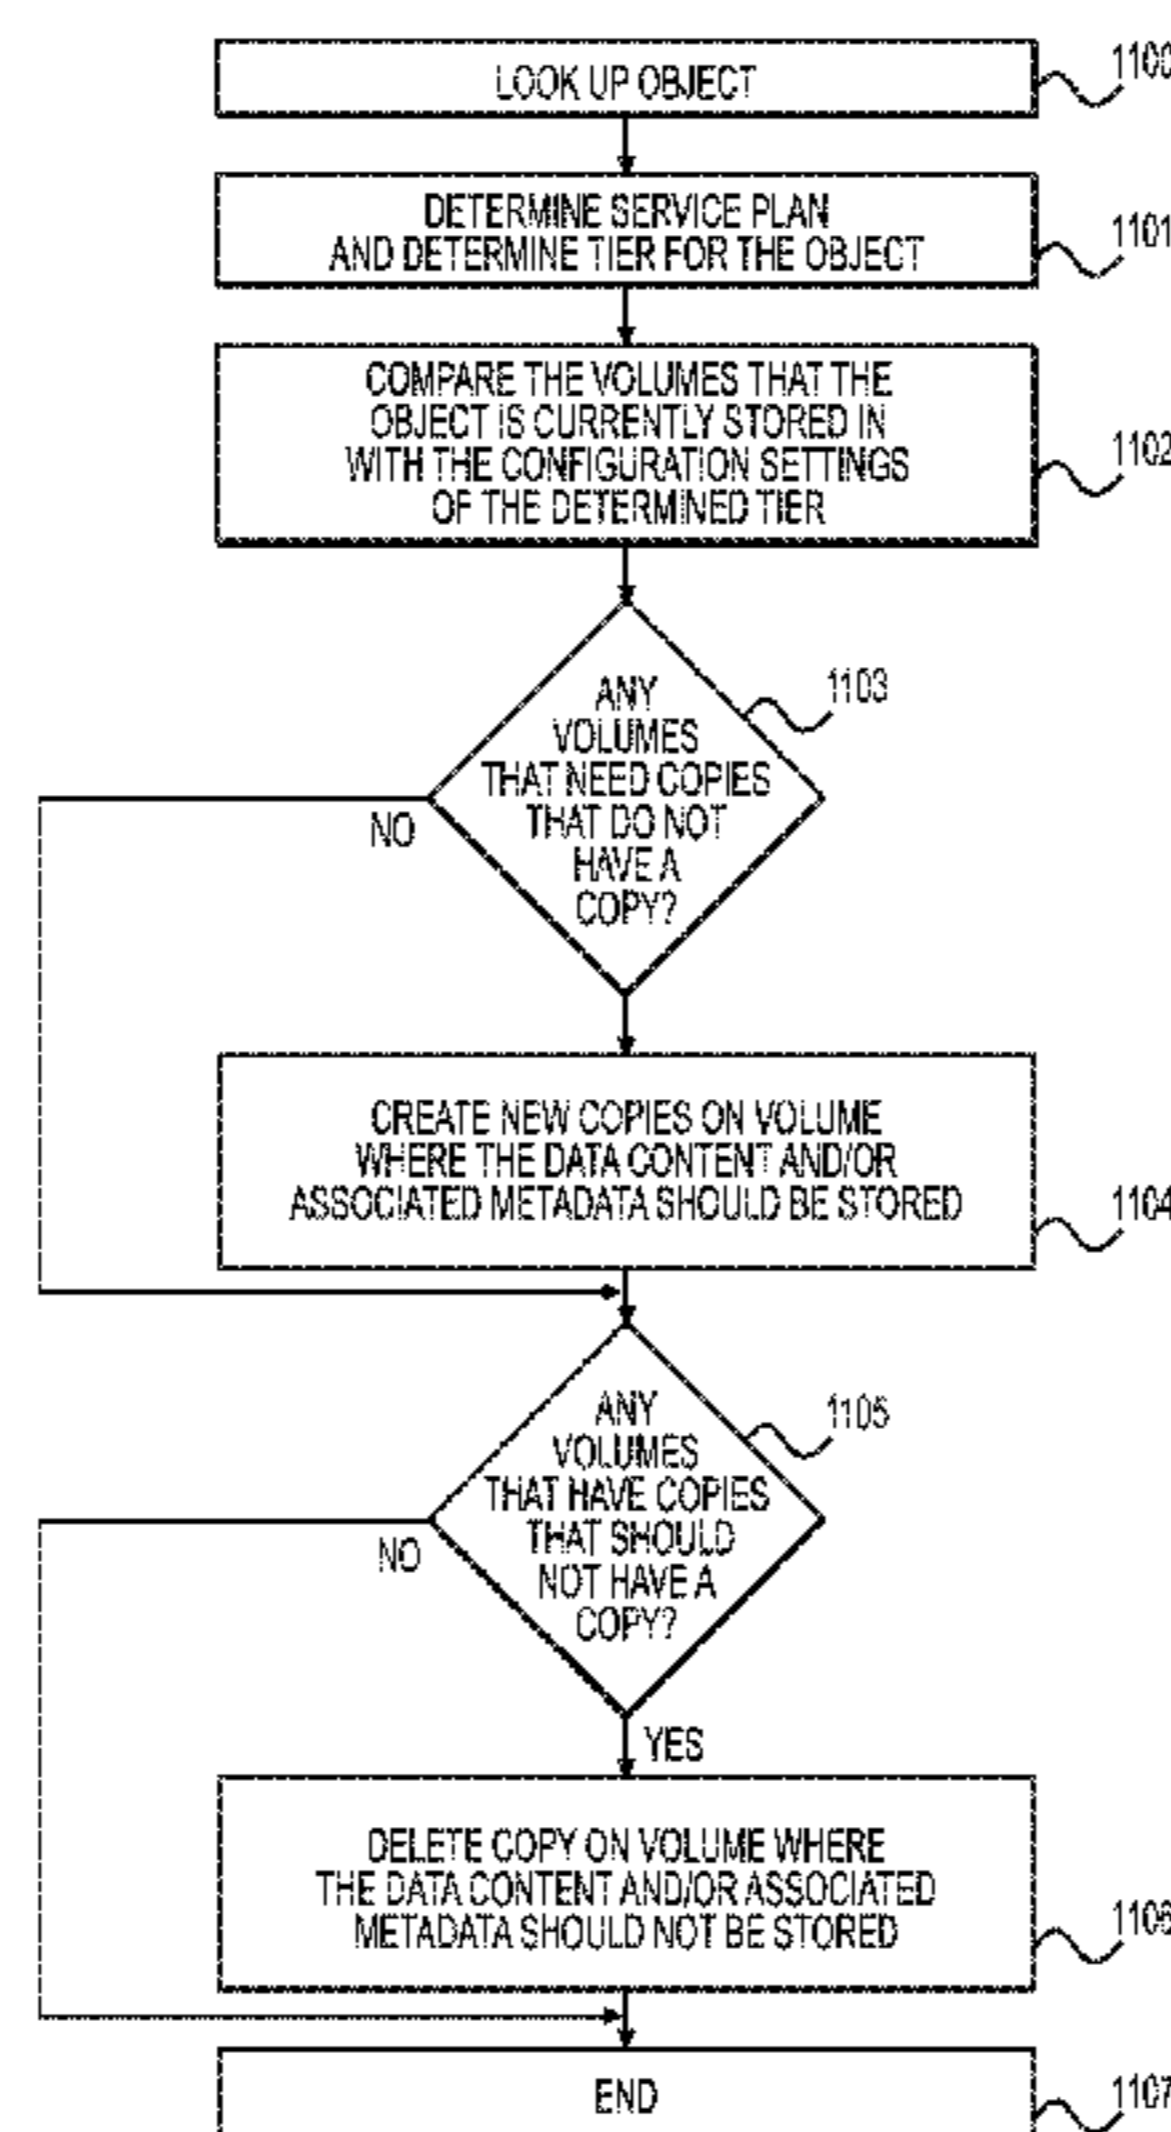 LOOK UP OBJECT
1100
DETERMINE SERVICE PLAN
AND DETERMINE TIER FOR THE OBJECT
1101
COMPARE THE VOLUMES THAT THE
OBJECT IS CURRENTLY STORED IN
WITH THE CONFIGURATION SETTINGS
OF THE DETERMINED TIER
1102
ANY
VOLUMES
THAT NEED COPIES
THAT DO NOT
HAVE A
COPY?
1103
NO
CREATE NEW COPIES ON VOLUME
WHERE THE DATA CONTENT AND/OR
ASSOCIATED METADATA SHOULD BE STORED
1104
ANY
VOLUMES
THAT HAVE COPIES
THAT SHOULD
NOT HAVE A
COPY?
1105
NO
YES
DELETE COPY ON VOLUME WHERE
THE DATA CONTENT AND/OR ASSOCIATED
METADATA SHOULD NOT BE STORED
1106
END
1107